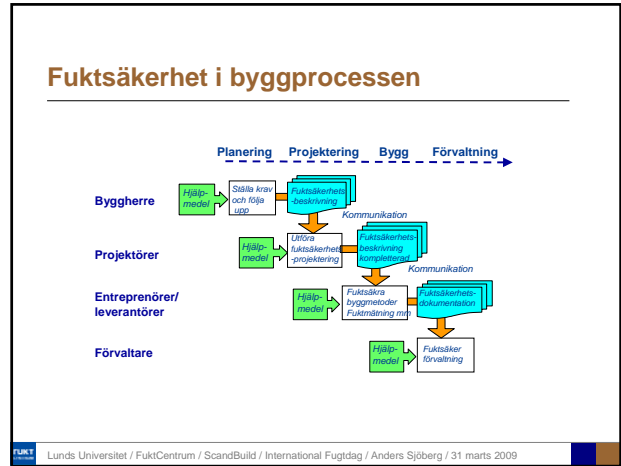 Fuktsäkerhet i byggprocessen
Planering Projektering Bygg Förvaltning
Byggherre
Hjälp-
medel
Ställa krav
och följa
upp
Fuktsäkerhets
-beskrivning
Kommunikation
Projektörer
Hjälp-
medel
Utföra
fuktsäkerhets
-projektering
Fuktsäkerhets-
beskrivning
kompletterad
Kommunikation
Entreprenörer/
leverantörer
Hjälp-
medel
Fuktsäkra
byggmetoder
Fuktmätning mm
Fuktsäkerhets-
dokumentation
Förvaltare
Hjälp-
medel
Fuktsäker
förvaltning
FUKT
Lunds Universitet / FuktCentrum / ScandBuild / International Fugtdag / Anders Sjöberg / 31 marts 2009